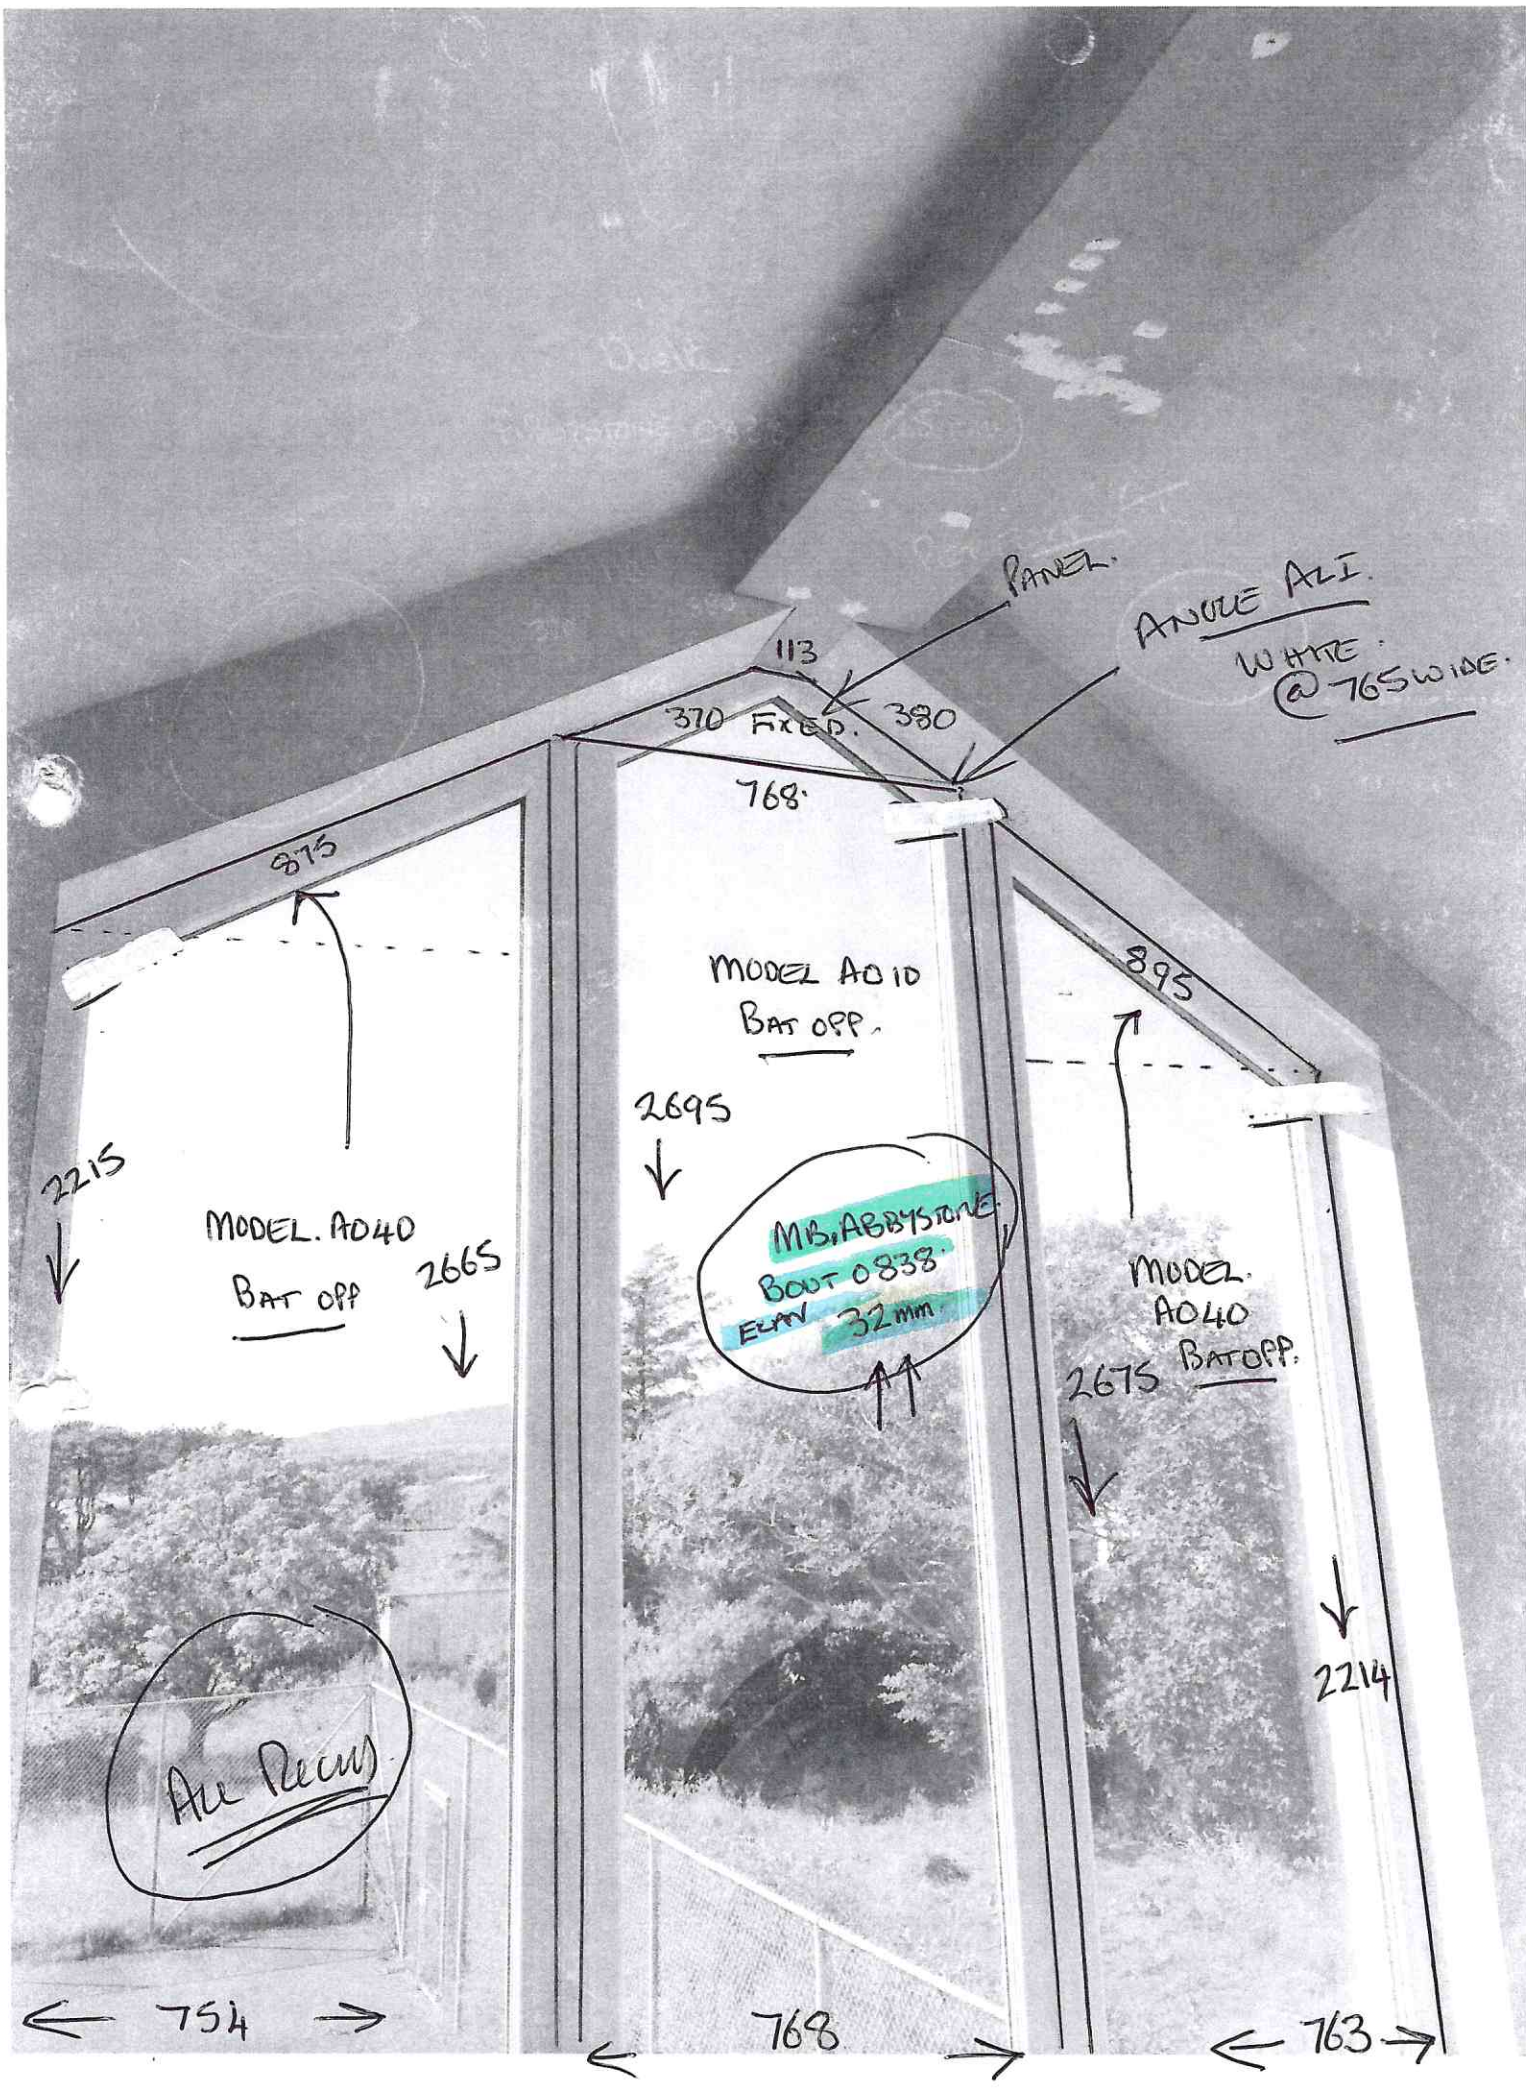 PANEL.
ANGLE ALI.
WHITE.
@ 765 WIDE.
113
370 FIXED. 380
768.
875
895
MODEL A010
BAT OPP.
2695
2215
MODEL. A040
BAT OPP
2665
MB, ABBYSTONE.
BOUT 0838.
ELAN 32mm.
MODEL.
A040
BAT OPP.
2675
2214
ALL RECESS
754
768
763